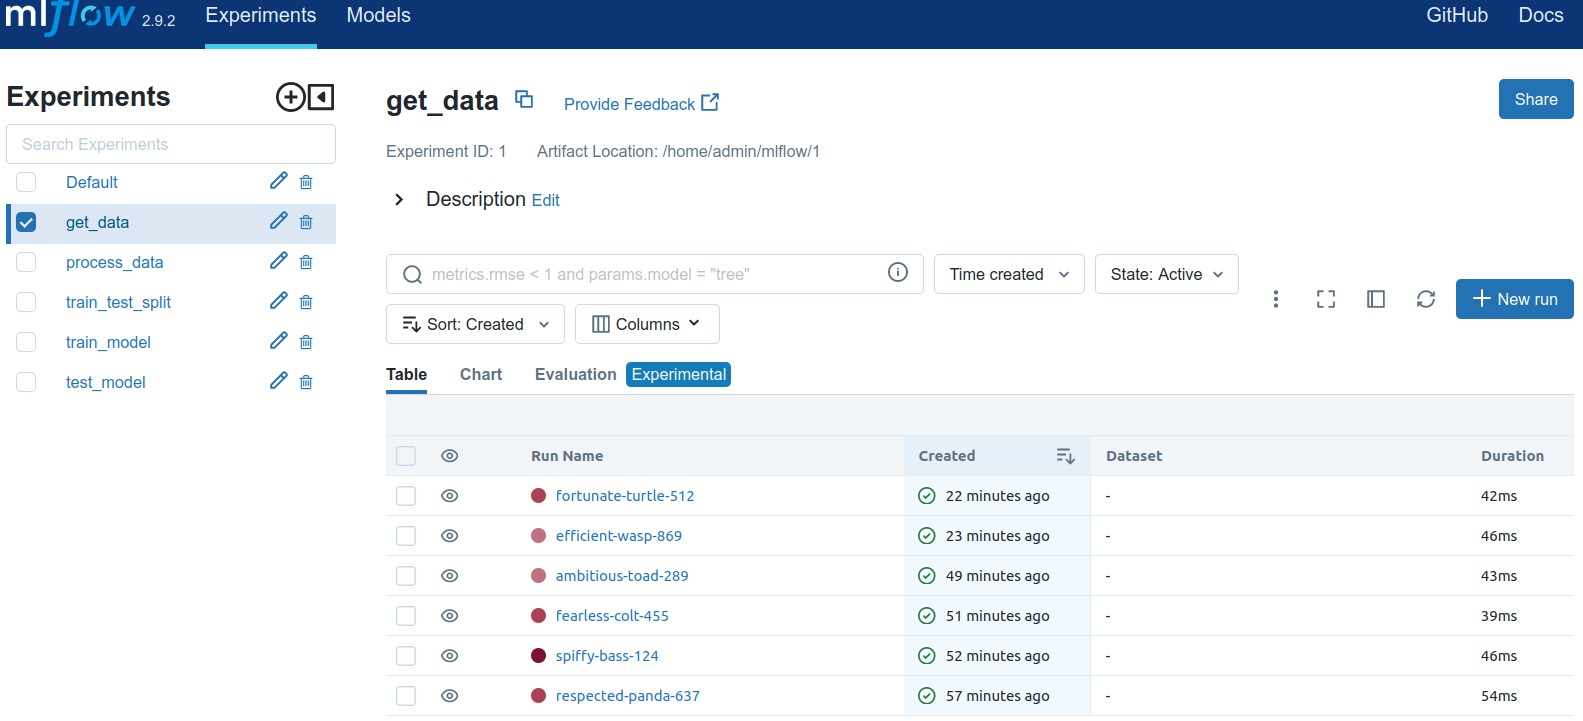 mlflow 2.9.2 Experiments Models GitHub Docs
Experiments
Search Experiments
Default
get_data
process_data
train_test_split
train_model
test_model
get_data Provide Feedback Share
Experiment ID: 1 Artifact Location: /home/admin/mlflow/1
Description Edit
metrics.rmse < 1 and params.model = "tree" Time created State: Active
Sort: Created Columns
New run
Table Chart Evaluation Experimental
Run Name Created Dataset Duration
fortunate-turtle-512 22 minutes ago - 42ms
efficient-wasp-869 23 minutes ago - 46ms
ambitious-toad-289 49 minutes ago - 43ms
fearless-colt-455 51 minutes ago - 39ms
spiffy-bass-124 52 minutes ago - 46ms
respected-panda-637 57 minutes ago - 54ms